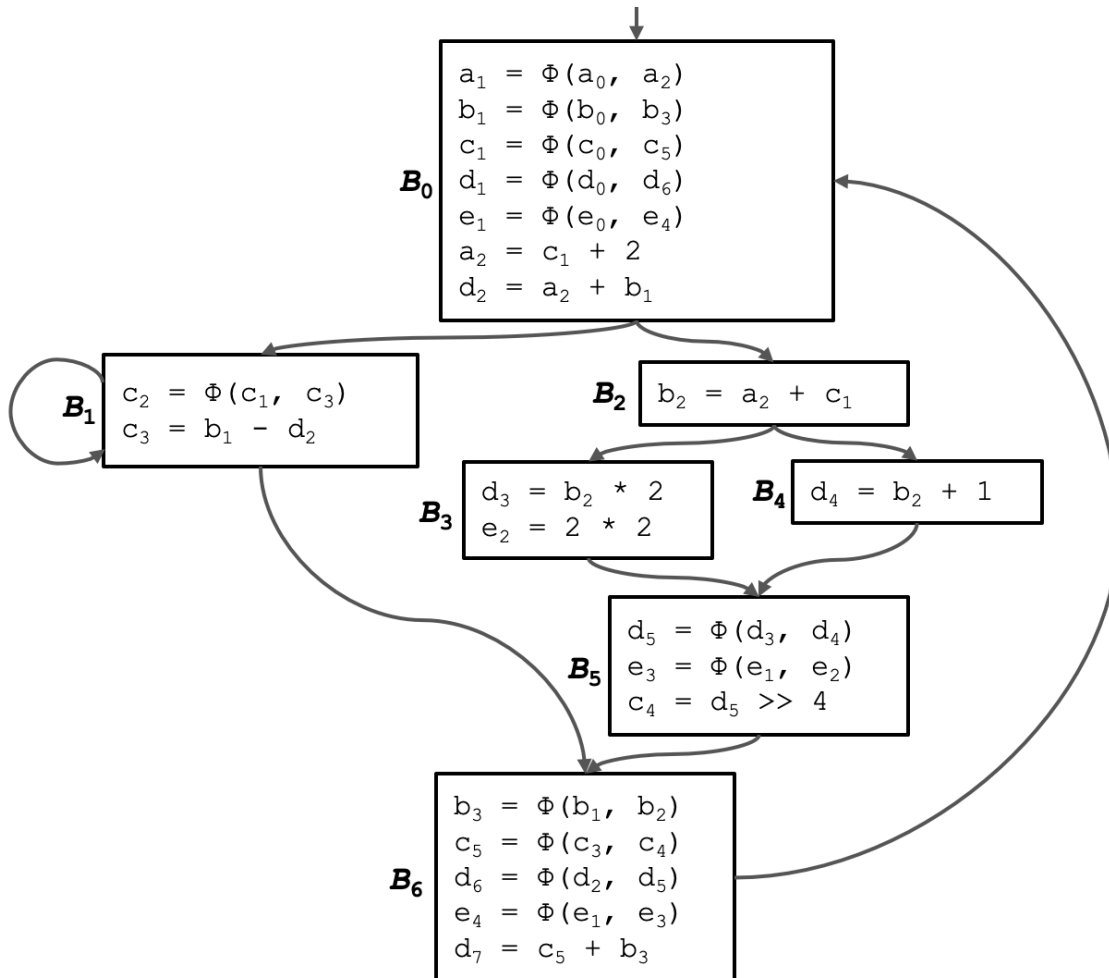 B₀
a₁ = Φ(a₀, a₂)
b₁ = Φ(b₀, b₃)
c₁ = Φ(c₀, c₅)
d₁ = Φ(d₀, d₆)
e₁ = Φ(e₀, e₄)
a₂ = c₁ + 2
d₂ = a₂ + b₁
B₁
c₂ = Φ(c₁, c₃)
c₃ = b₁ - d₂
B₂
b₂ = a₂ + c₁
B₃
d₃ = b₂ * 2
e₂ = 2 * 2
B₄
d₄ = b₂ + 1
B₅
d₅ = Φ(d₃, d₄)
e₃ = Φ(e₁, e₂)
c₄ = d₅ >> 4
B₆
b₃ = Φ(b₁, b₂)
c₅ = Φ(c₃, c₄)
d₆ = Φ(d₂, d₅)
e₄ = Φ(e₁, e₃)
d₇ = c₅ + b₃